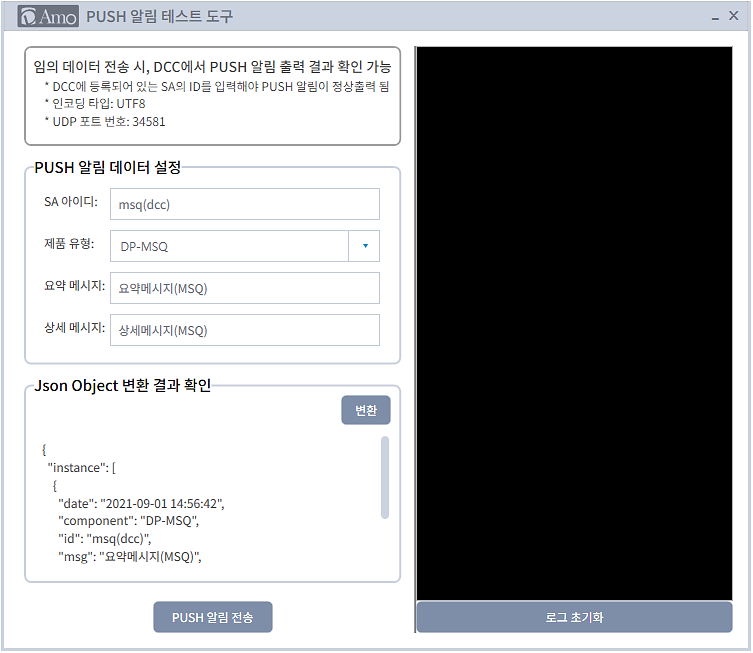 Amo PUSH 알림 테스트 도구
임의 데이터 전송 시, DCC에서 PUSH 알림 출력 결과 확인 가능
* DCC에 등록되어 있는 SA의 ID를 입력해야 PUSH 알림이 정상출력 됨
* 인코딩 타입: UTF8
* UDP 포트 번호: 34581
PUSH 알림 데이터 설정
SA 아이디: msq(dcc)
제품 유형: DP-MSQ
요약 메시지: 요약메시지(MSQ)
상세 메시지: 상세메시지(MSQ)
Json Object 변환 결과 확인
변환
{
"instance": [
{
"date": "2021-09-01 14:56:42",
"component": "DP-MSQ",
"id": "msq(dcc)",
"msg": "요약메시지(MSQ)",
PUSH 알림 전송
로그 초기화